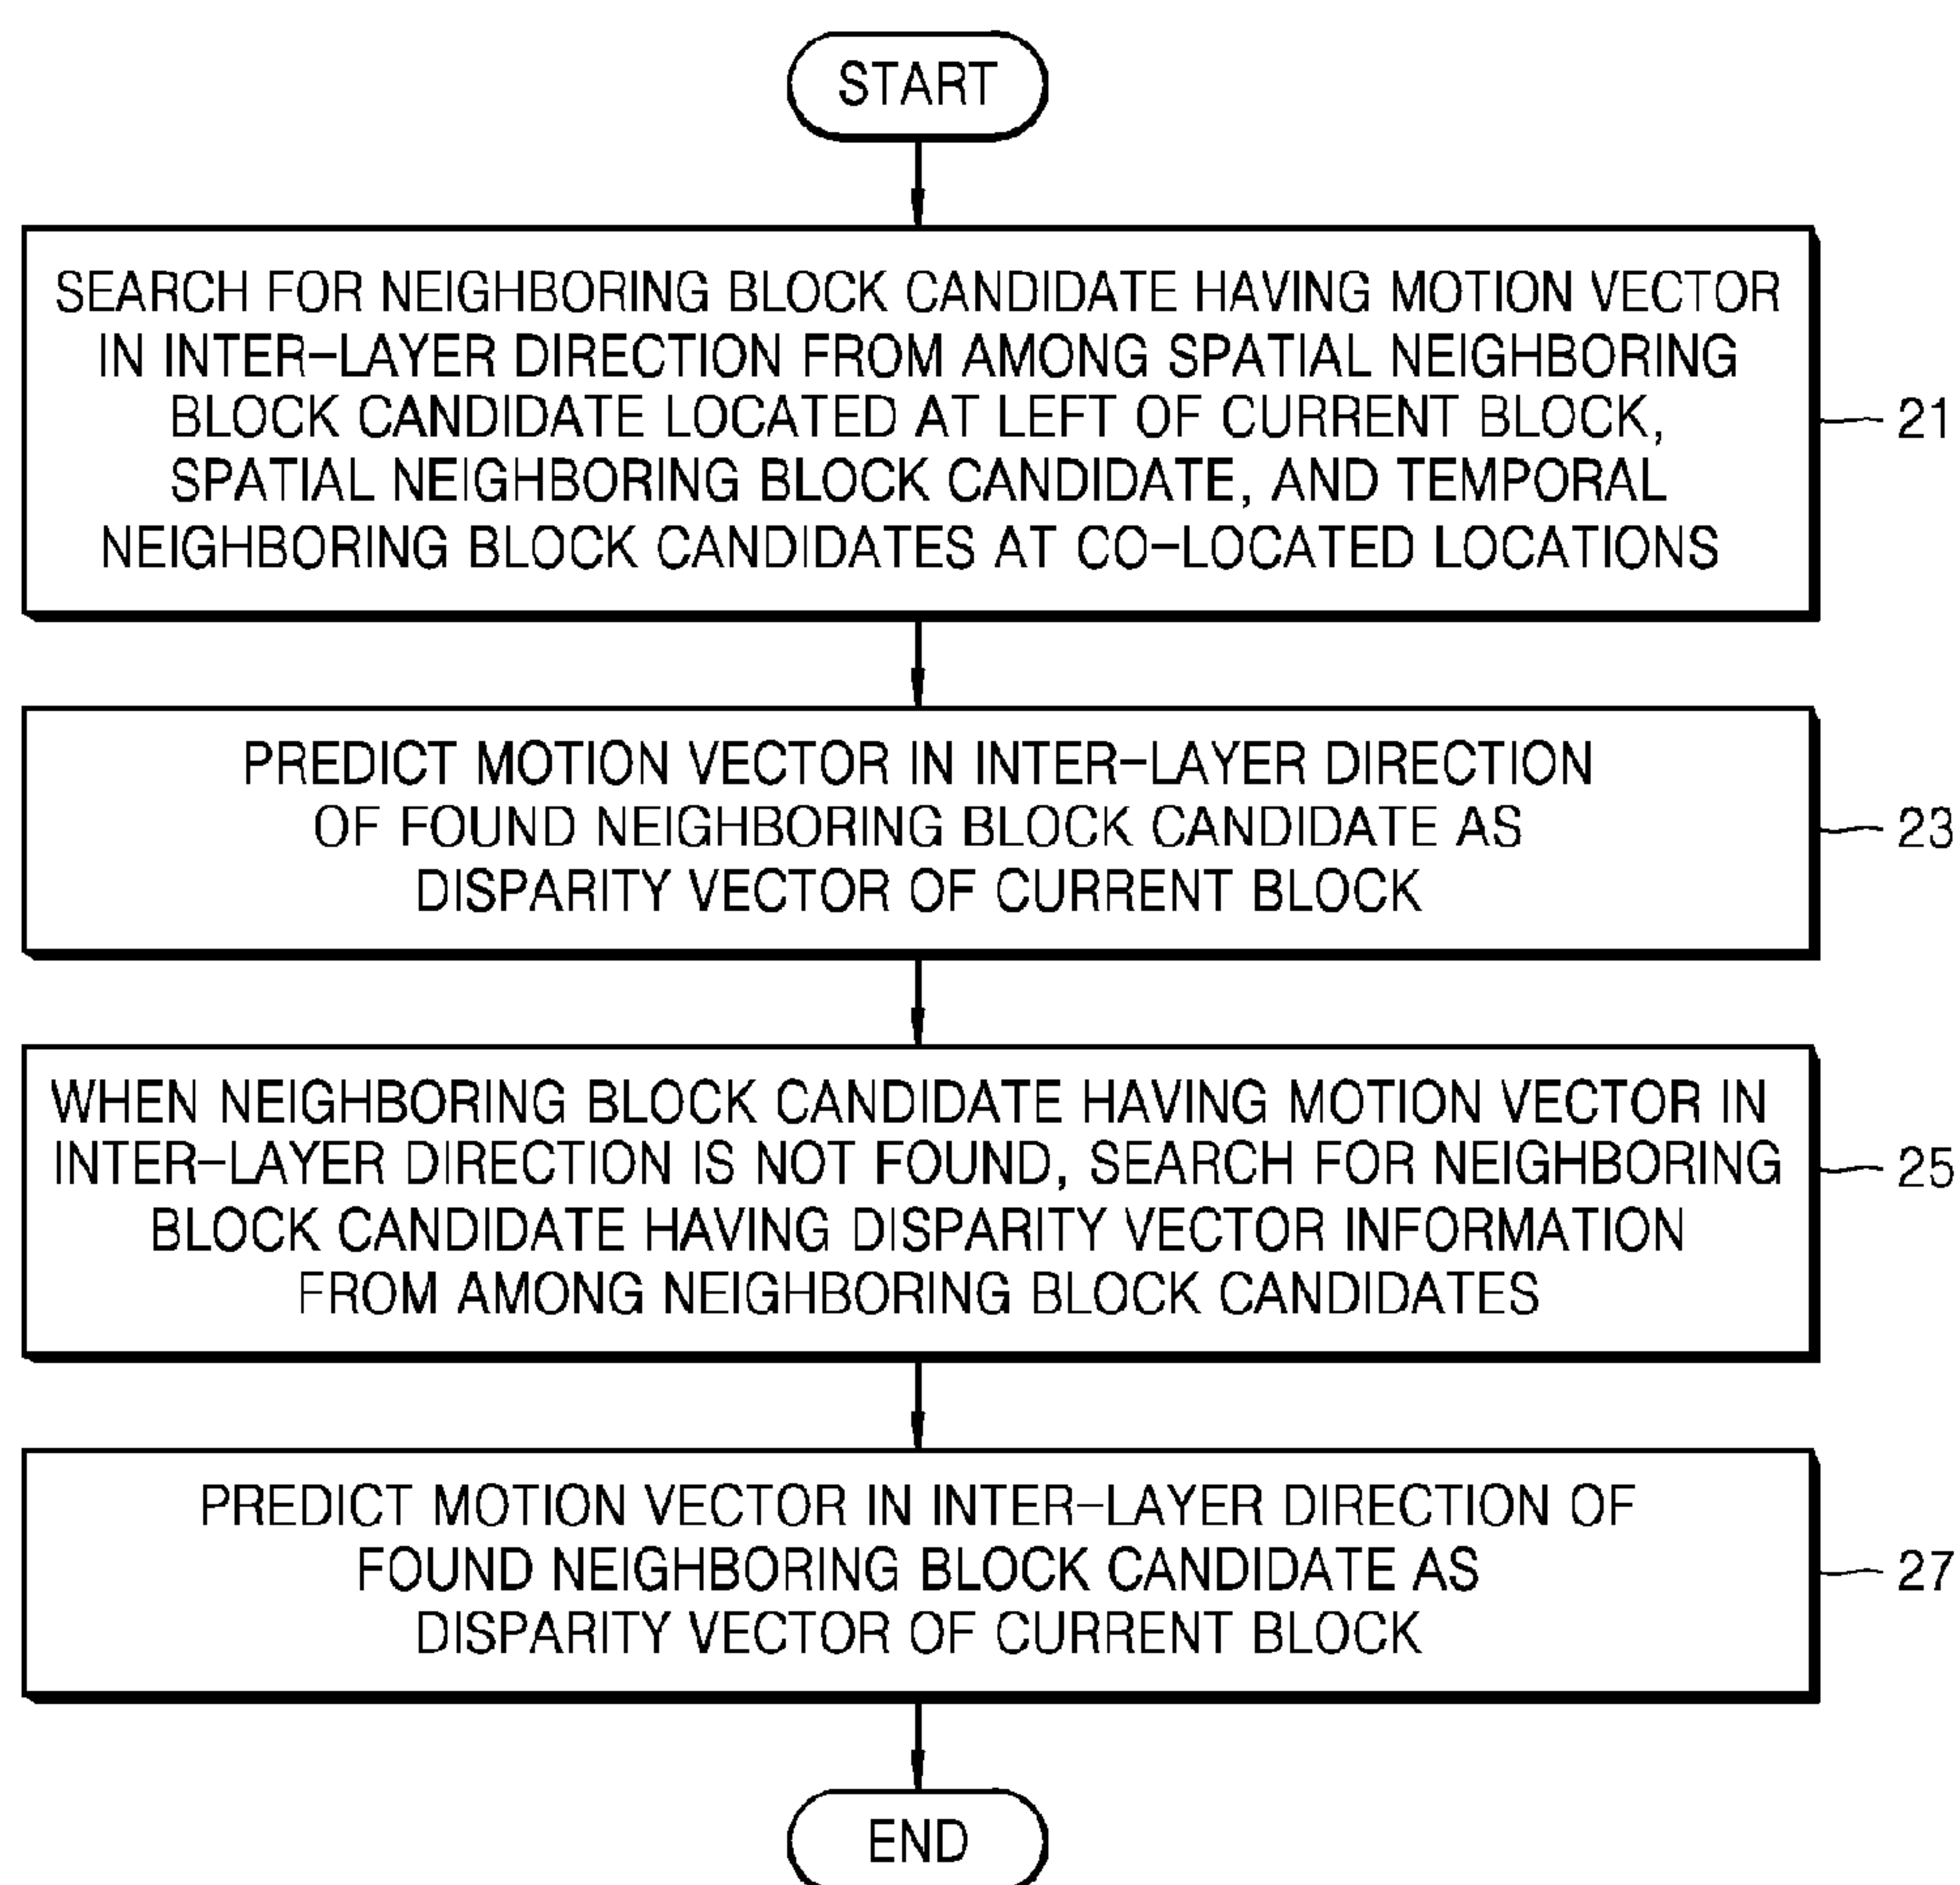 START
SEARCH FOR NEIGHBORING BLOCK CANDIDATE HAVING MOTION VECTOR
IN INTER-LAYER DIRECTION FROM AMONG SPATIAL NEIGHBORING
BLOCK CANDIDATE LOCATED AT LEFT OF CURRENT BLOCK,
SPATIAL NEIGHBORING BLOCK CANDIDATE, AND TEMPORAL
NEIGHBORING BLOCK CANDIDATES AT CO-LOCATED LOCATIONS
21
PREDICT MOTION VECTOR IN INTER-LAYER DIRECTION
OF FOUND NEIGHBORING BLOCK CANDIDATE AS
DISPARITY VECTOR OF CURRENT BLOCK
23
WHEN NEIGHBORING BLOCK CANDIDATE HAVING MOTION VECTOR IN
INTER-LAYER DIRECTION IS NOT FOUND, SEARCH FOR NEIGHBORING
BLOCK CANDIDATE HAVING DISPARITY VECTOR INFORMATION
FROM AMONG NEIGHBORING BLOCK CANDIDATES
25
PREDICT MOTION VECTOR IN INTER-LAYER DIRECTION OF
FOUND NEIGHBORING BLOCK CANDIDATE AS
DISPARITY VECTOR OF CURRENT BLOCK
27
END